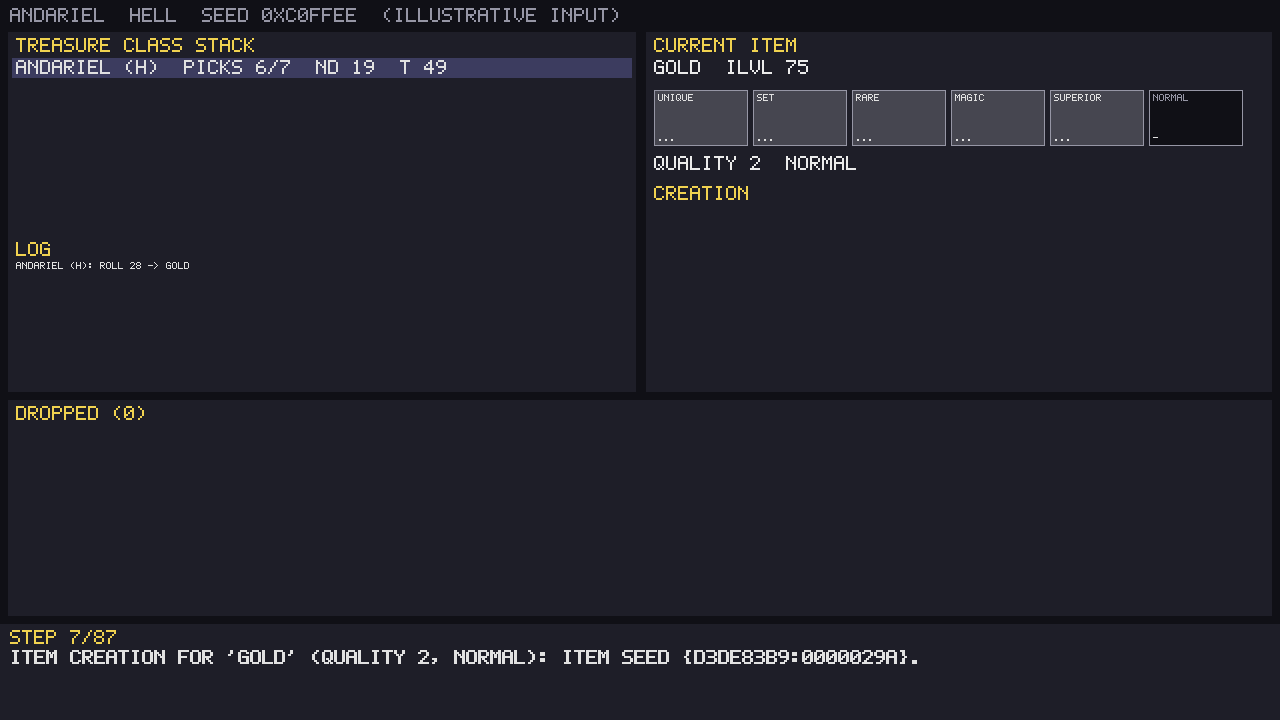 ANDARIEL  HELL  SEED 0XC0FFEE  (ILLUSTRATIVE INPUT)
TREASURE CLASS STACK
ANDARIEL (H)  PICKS 6/7  ND 19  T 49
LOG
ANDARIEL (H): ROLL 28 -> GOLD
CURRENT ITEM
GOLD  ILVL 75
UNIQUE  SET  RARE  MAGIC  SUPERIOR  NORMAL
...  ...  ...  ...  ...  –
QUALITY 2  NORMAL
CREATION
DROPPED (0)
STEP 7/87
ITEM CREATION FOR 'GOLD' (QUALITY 2, NORMAL): ITEM SEED {D3DE83B9:0000029A}.